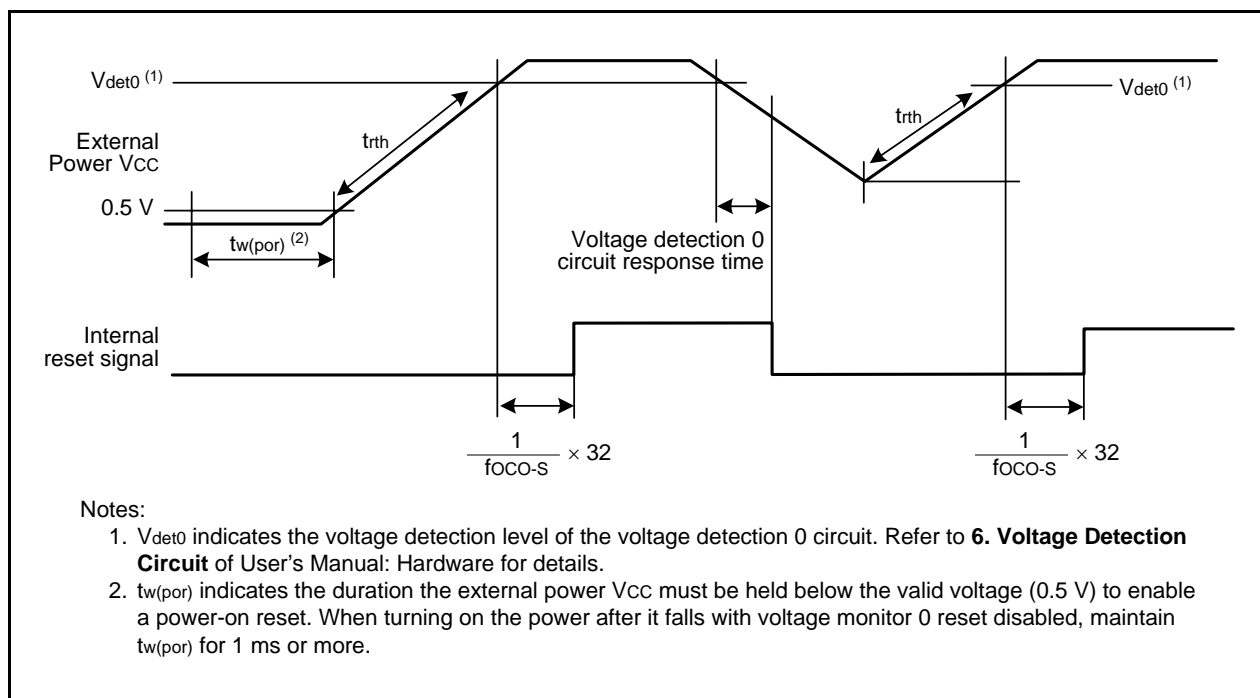 Vdet0 (1)
Vdet0 (1)
trth
trth
External
Power VCC
0.5 V
tw(por) (2)
Voltage detection 0
circuit response time
Internal
reset signal
1
fOCO-S
× 32
1
fOCO-S
× 32
Notes:
1. Vdet0 indicates the voltage detection level of the voltage detection 0 circuit. Refer to 6. Voltage Detection
Circuit of User's Manual: Hardware for details.
2. tw(por) indicates the duration the external power VCC must be held below the valid voltage (0.5 V) to enable
a power-on reset. When turning on the power after it falls with voltage monitor 0 reset disabled, maintain
tw(por) for 1 ms or more.